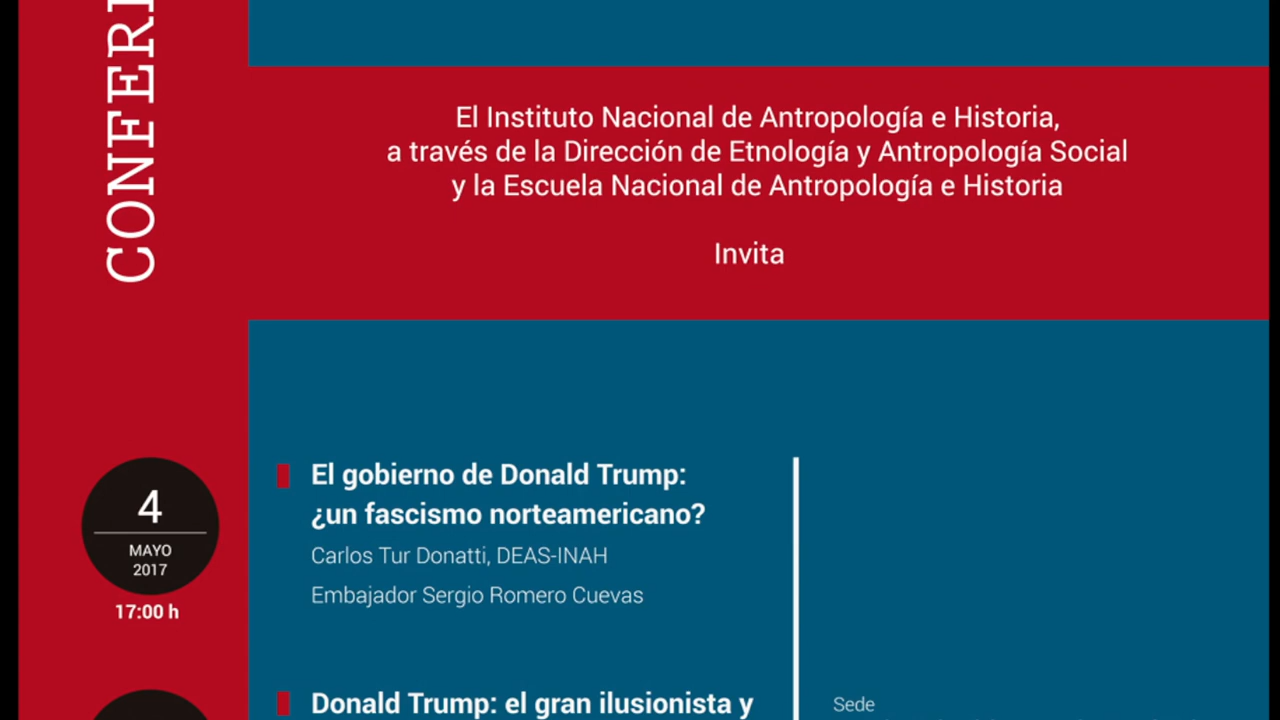 CONFERE
El Instituto Nacional de Antropología e Historia,
a través de la Dirección de Etnología y Antropología Social
y la Escuela Nacional de Antropología e Historia
Invita
4
MAYO
2017
17:00 h
El gobierno de Donald Trump:
¿un fascismo norteamericano?
Carlos Tur Donatti, DEAS-INAH
Embajador Sergio Romero Cuevas
Donald Trump: el gran ilusionista y
Sede